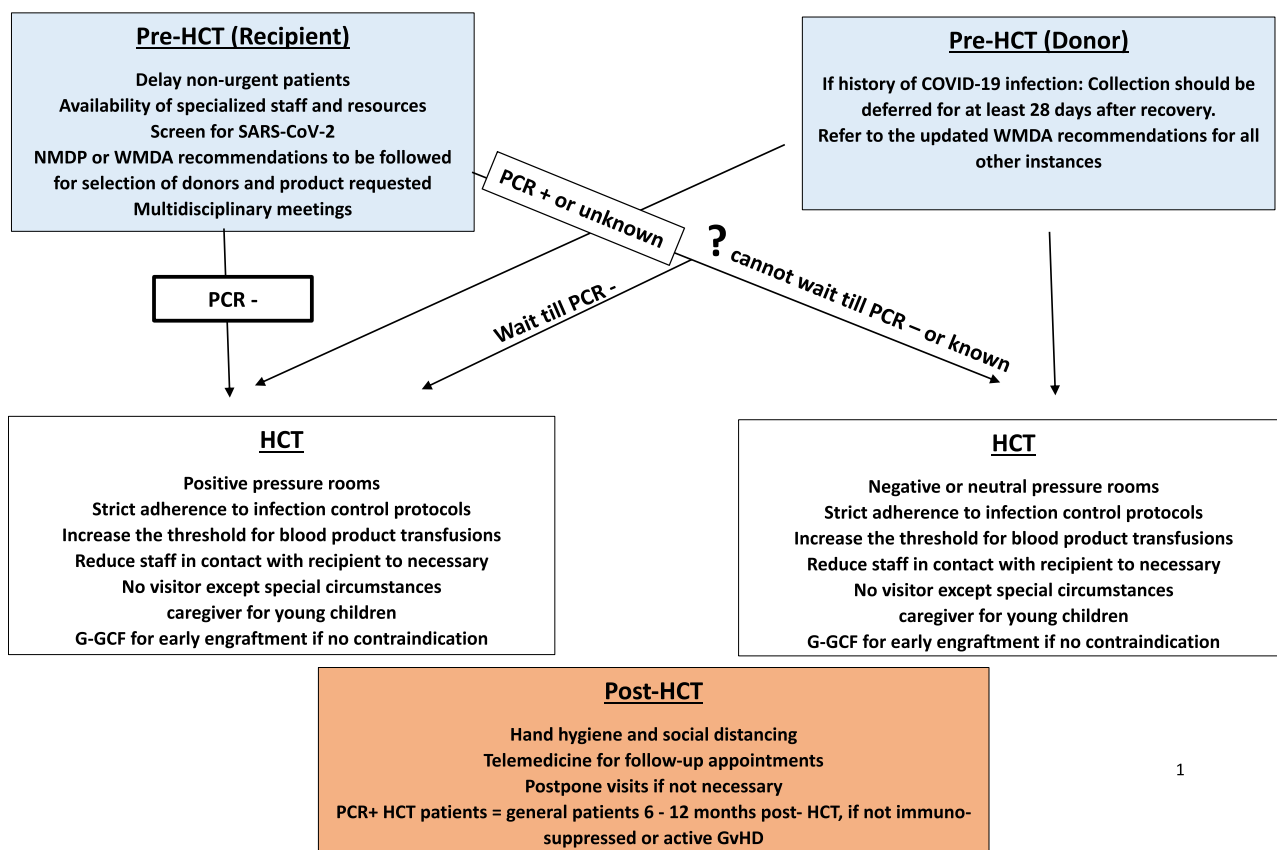 Pre-HCT (Recipient)
Delay non-urgent patients
Availability of specialized staff and resources
Screen for SARS-CoV-2
NMDP or WMDA recommendations to be followed
for selection of donors and product requested
Multidisciplinary meetings
Pre-HCT (Donor)
If history of COVID-19 infection: Collection should be
deferred for at least 28 days after recovery.
Refer to the updated WMDA recommendations for all
other instances
PCR + or unknown
? cannot wait till PCR – or known
PCR -
Wait till PCR -
HCT
Positive pressure rooms
Strict adherence to infection control protocols
Increase the threshold for blood product transfusions
Reduce staff in contact with recipient to necessary
No visitor except special circumstances
caregiver for young children
G-GCF for early engraftment if no contraindication
HCT
Negative or neutral pressure rooms
Strict adherence to infection control protocols
Increase the threshold for blood product transfusions
Reduce staff in contact with recipient to necessary
No visitor except special circumstances
caregiver for young children
G-GCF for early engraftment if no contraindication
Post-HCT
Hand hygiene and social distancing
Telemedicine for follow-up appointments
Postpone visits if not necessary
PCR+ HCT patients = general patients 6 - 12 months post- HCT, if not immuno-
suppressed or active GvHD
1